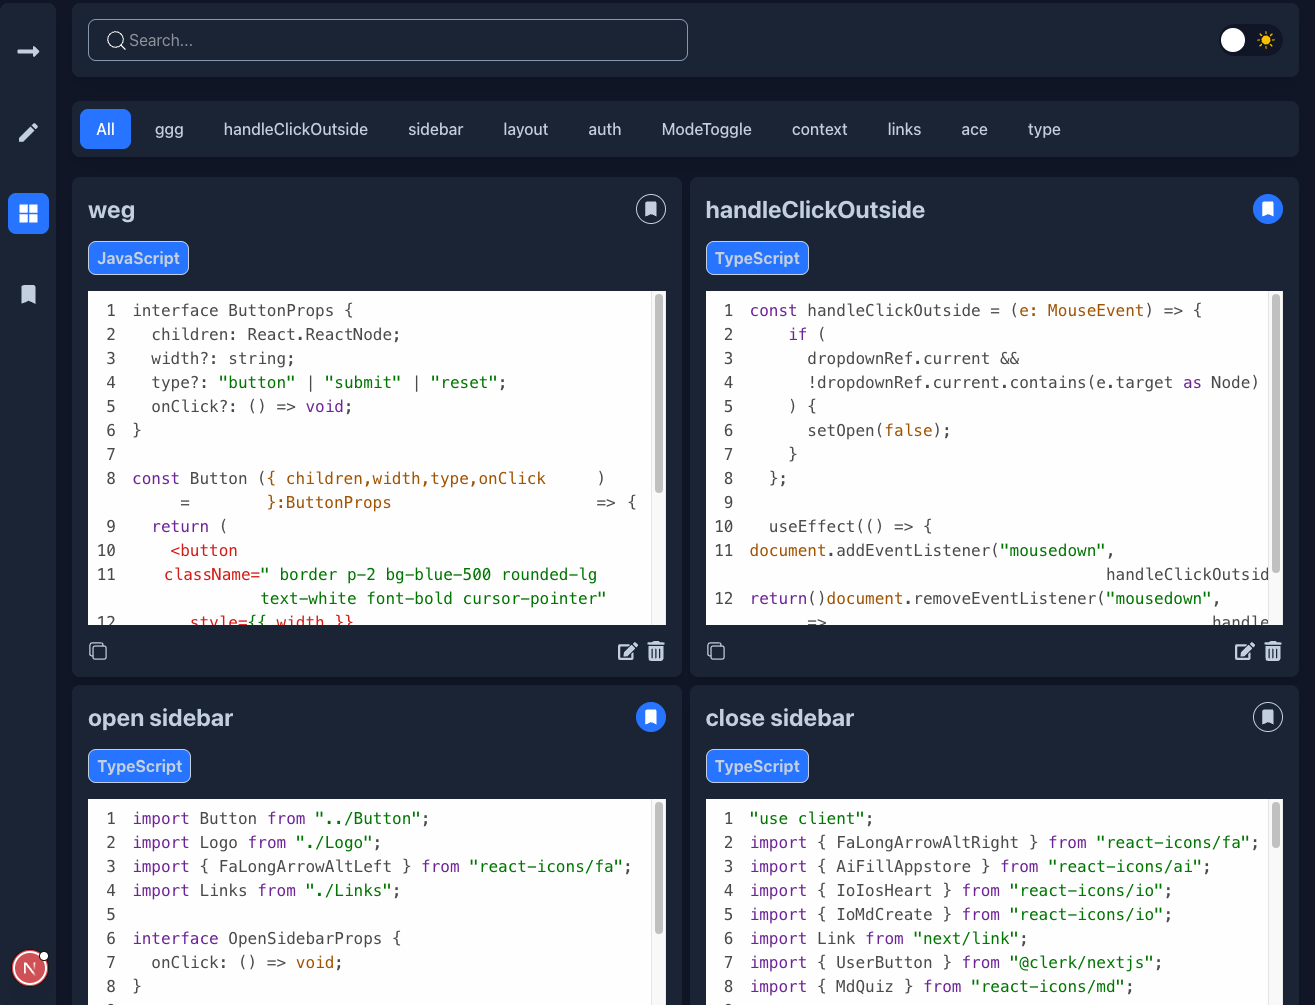 Search...
All ggg handleClickOutside sidebar layout auth ModeToggle context links ace type
weg
JavaScript
1 interface ButtonProps {
2 children: React.ReactNode;
3 width?: string;
4 type?: "button" | "submit" | "reset";
5 onClick?: () => void;
6 }
7
8 const Button ({ children,width,type,onClick )
= }:ButtonProps => {
9 return (
10 <button
11 className=" border p-2 bg-blue-500 rounded-lg
text-white font-bold cursor-pointer"
12 style={{ width }}
handleClickOutside
TypeScript
1 const handleClickOutside = (e: MouseEvent) => {
2 if (
3 dropdownRef.current &&
4 !dropdownRef.current.contains(e.target as Node)
5 ) {
6 setOpen(false);
7 }
8 };
9
10 useEffect(() => {
11 document.addEventListener("mousedown",
handleClickOutsid
12 return()document.removeEventListener("mousedown",
=> handle
open sidebar
TypeScript
1 import Button from "../Button";
2 import Logo from "./Logo";
3 import { FaLongArrowAltLeft } from "react-icons/fa";
4 import Links from "./Links";
5
6 interface OpenSidebarProps {
7 onClick: () => void;
8 }
close sidebar
TypeScript
1 "use client";
2 import { FaLongArrowAltRight } from "react-icons/fa";
3 import { AiFillAppstore } from "react-icons/ai";
4 import { IoIosHeart } from "react-icons/io";
5 import { IoMdCreate } from "react-icons/io";
6 import Link from "next/link";
7 import { UserButton } from "@clerk/nextjs";
8 import { MdQuiz } from "react-icons/md";
N